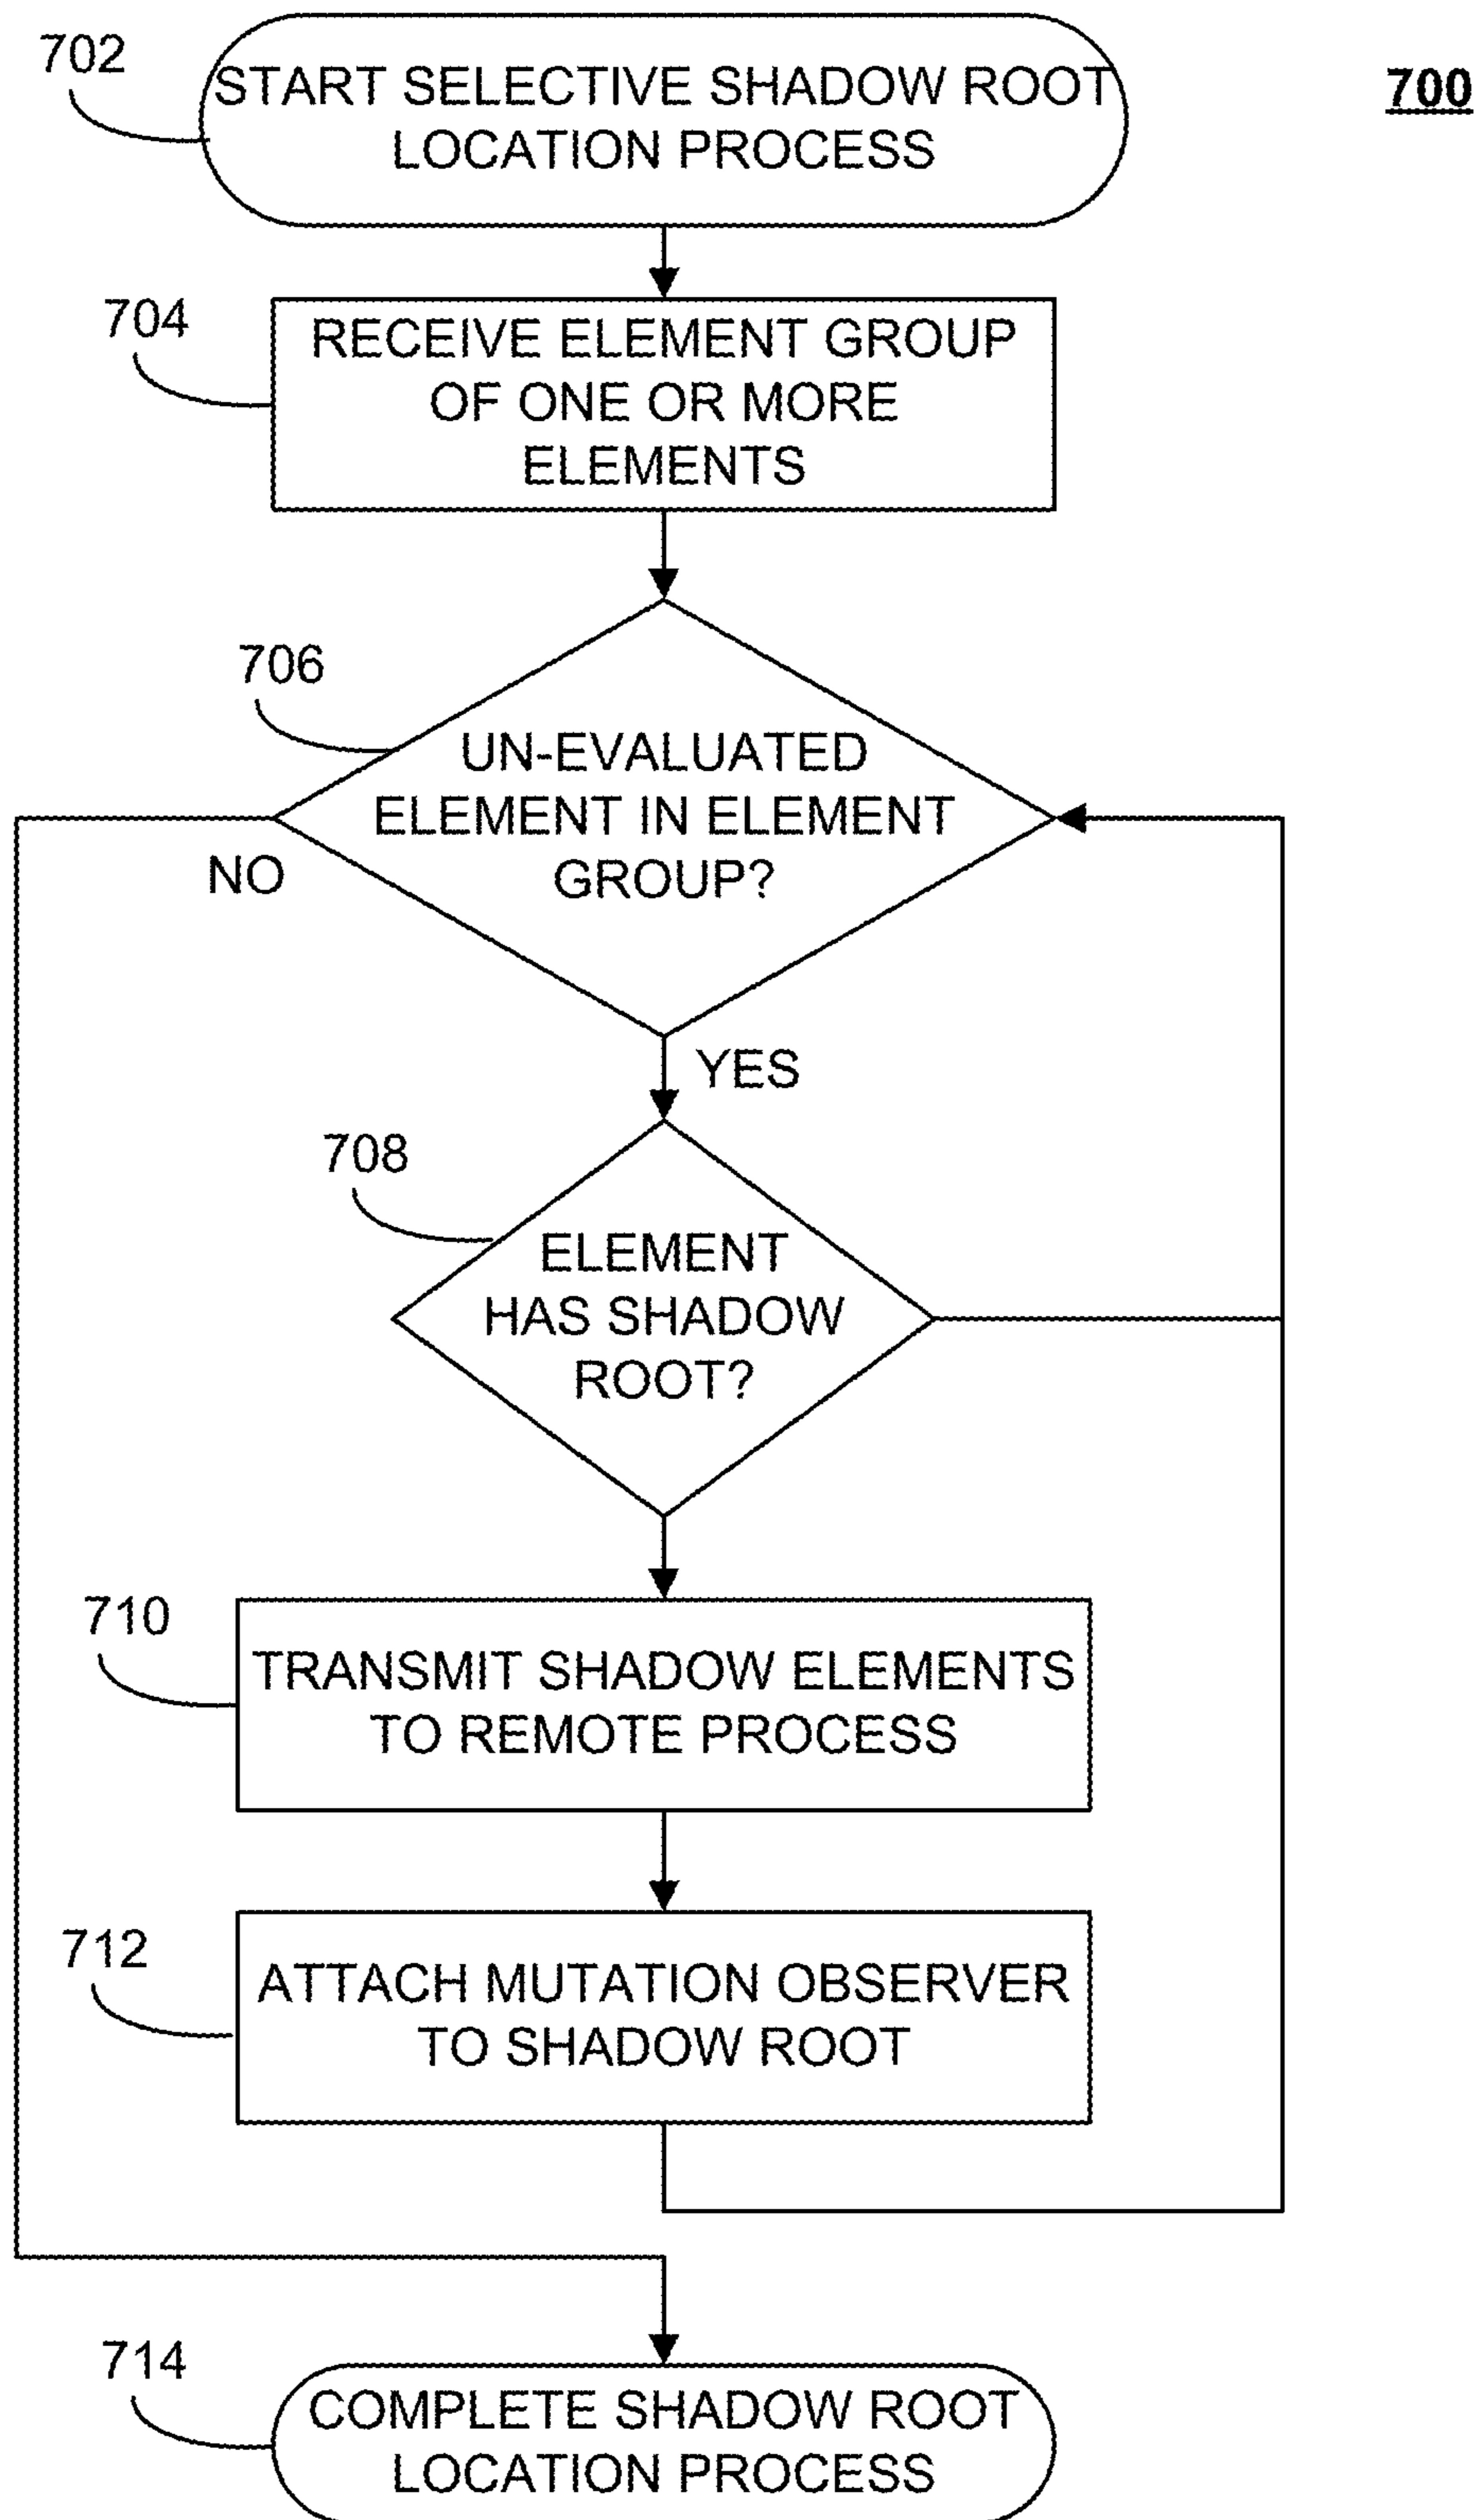 702
START SELECTIVE SHADOW ROOT
LOCATION PROCESS
700
704
RECEIVE ELEMENT GROUP
OF ONE OR MORE
ELEMENTS
706
UN-EVALUATED
ELEMENT IN ELEMENT
GROUP?
NO
YES
708
ELEMENT
HAS SHADOW
ROOT?
710
TRANSMIT SHADOW ELEMENTS
TO REMOTE PROCESS
712
ATTACH MUTATION OBSERVER
TO SHADOW ROOT
714
COMPLETE SHADOW ROOT
LOCATION PROCESS